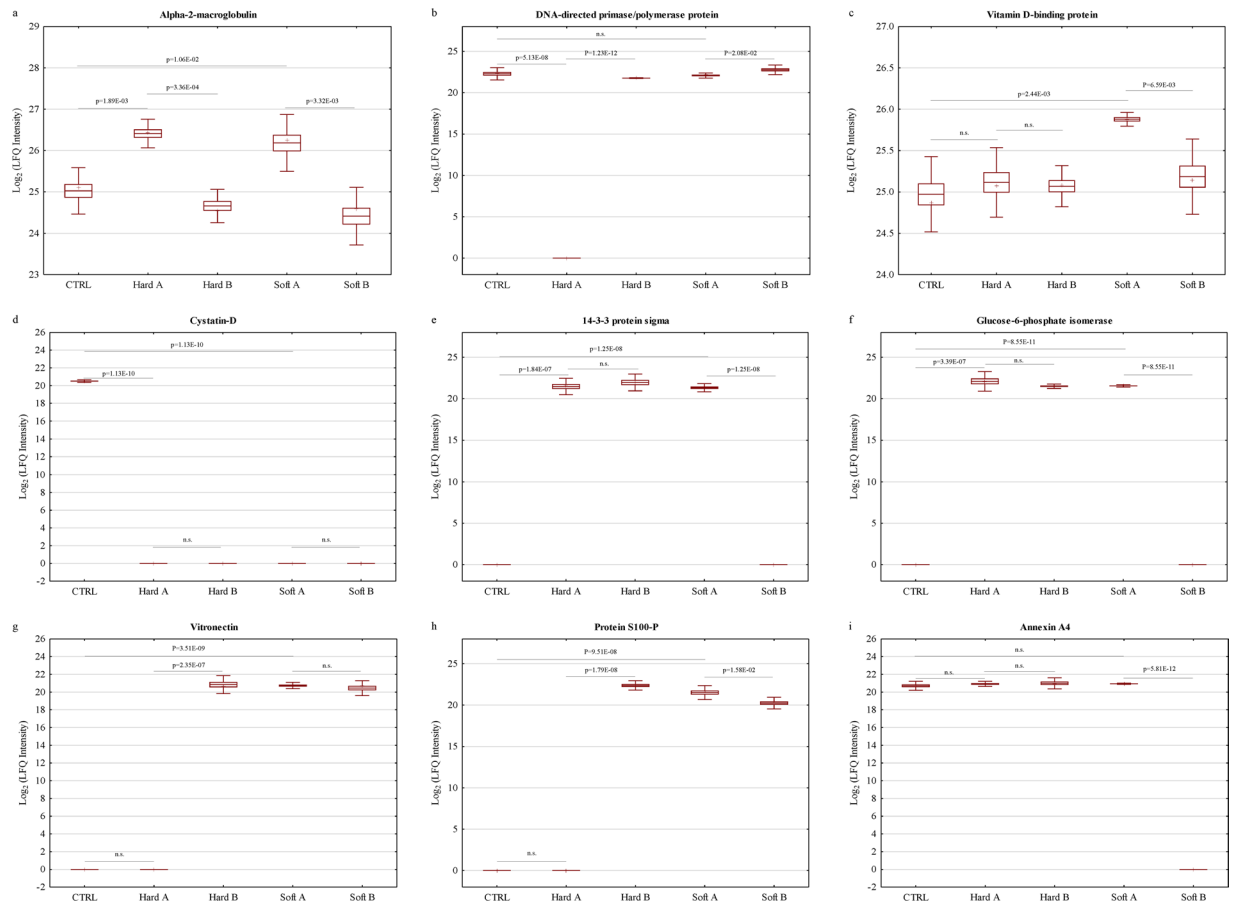 a
Alpha-2-macroglobulin
29
28
27
26
25
24
23
Log2 (LFQ Intensity)
p=1.06E-02
p=3.36E-04
p=1.89E-03
p=3.32E-03
CTRL Hard A Hard B Soft A Soft B
b
DNA-directed primase/polymerase protein
25
20
15
10
5
0
Log2 (LFQ Intensity)
n.s.
p=5.13E-08
P=1.23E-12
P=2.08E-02
CTRL Hard A Hard B Soft A Soft B
c
Vitamin D-binding protein
27.0
26.5
26.0
25.5
25.0
24.5
24.0
Log2 (LFQ Intensity)
p=6.59E-03
p=2.44E-03
n.s.
n.s.
CTRL Hard A Hard B Soft A Soft B
d
Cystatin-D
26
24
22
20
18
16
14
12
10
8
6
4
2
0
-2
Log2 (LFQ Intensity)
p=1.13E-10
p=1.13E-10
n.s.
n.s.
CTRL Hard A Hard B Soft A Soft B
e
14-3-3 protein sigma
25
20
15
10
5
0
Log2 (LFQ Intensity)
p=1.25E-08
p=1.84E-07
n.s.
p=1.25E-08
CTRL Hard A Hard B Soft A Soft B
f
Glucose-6-phosphate isomerase
25
20
15
10
5
0
Log2 (LFQ Intensity)
P=8.55E-11
p=3.39E-07
n.s.
P=8.55E-11
CTRL Hard A Hard B Soft A Soft B
g
Vitronectin
26
24
22
20
18
16
14
12
10
8
6
4
2
0
-2
Log2 (LFQ Intensity)
P=3.51E-09
p=2.35E-07
n.s.
n.s.
CTRL Hard A Hard B Soft A Soft B
h
Protein S100-P
25
20
15
10
5
0
Log2 (LFQ Intensity)
P=9.51E-08
p=1.79E-08
p=1.58E-02
n.s.
CTRL Hard A Hard B Soft A Soft B
i
Annexin A4
26
24
22
20
18
16
14
12
10
8
6
4
2
0
-2
Log2 (LFQ Intensity)
n.s.
n.s.
n.s.
p=5.81E-12
CTRL Hard A Hard B Soft A Soft B